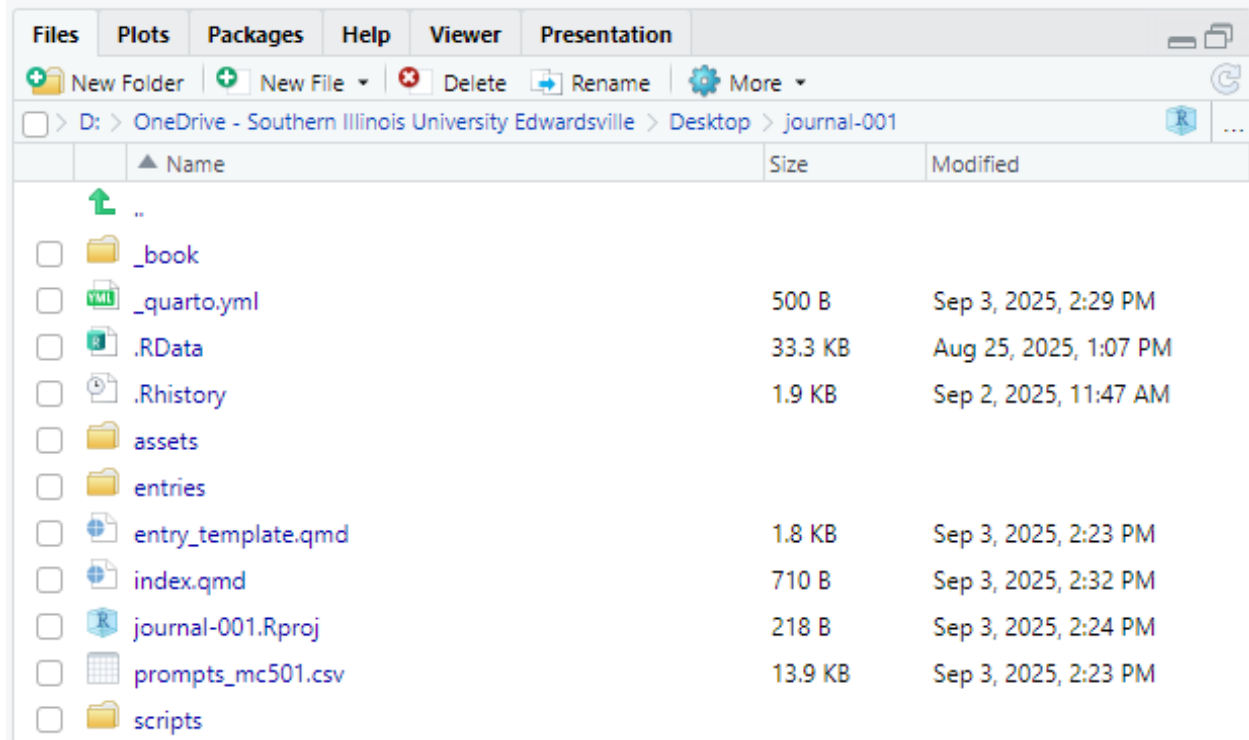 Files Plots Packages Help Viewer Presentation
New Folder New File Delete Rename More
D: > OneDrive - Southern Illinois University Edwardsville > Desktop > journal-001 R ...
Name Size Modified
..
_book
YML _quarto.yml 500 B Sep 3, 2025, 2:29 PM
R .RData 33.3 KB Aug 25, 2025, 1:07 PM
.Rhistory 1.9 KB Sep 2, 2025, 11:47 AM
assets
entries
entry_template.qmd 1.8 KB Sep 3, 2025, 2:23 PM
index.qmd 710 B Sep 3, 2025, 2:32 PM
R journal-001.Rproj 218 B Sep 3, 2025, 2:24 PM
prompts_mc501.csv 13.9 KB Sep 3, 2025, 2:23 PM
scripts